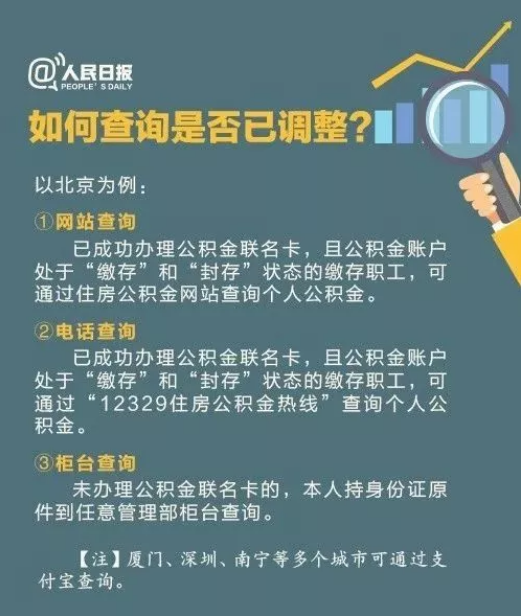 @人民日报
PEOPLE'S DAILY
如何查询是否已调整?
以北京为例：
①网站查询
已成功办理公积金联名卡，且公积金账户
处于“缴存”和“封存”状态的缴存职工，可
通过住房公积金网站查询个人公积金。
②电话查询
已成功办理公积金联名卡，且公积金账户
处于“缴存”和“封存”状态的缴存职工，可
通过“12329住房公积金热线”查询个人公
积金。
③柜台查询
未办理公积金联名卡的，本人持身份证原
件到任意管理部柜台查询。
【注】厦门、深圳、南宁等多个城市可通过支
付宝查询。